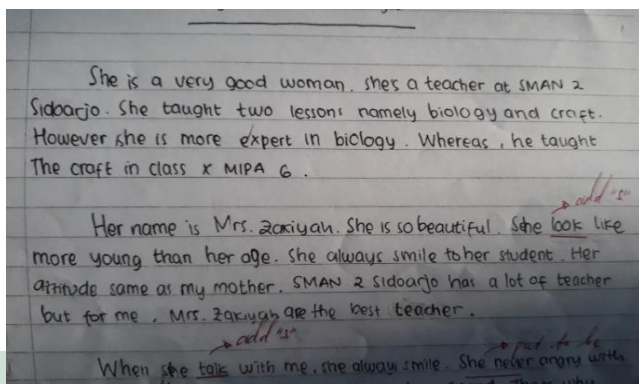 She is a very good woman. she's a teacher at SMAN 2
Sidoarjo. She taught two lessons namely biology and craft.
However she is more expert in biology. Whereas, he taught
The craft in class X MIPA 6.
add "s"
Her name is Mrs. Zakiyah. She is so beautiful. She look like
more young than her age. She always smile to her student. Her
attitude same as my mother. SMAN 2 Sidoarjo has a lot of teacher
but for me, Mrs. Zakiyah are the best teacher.
add "s" put to be
When she talk with me, she always smile. She never angry with